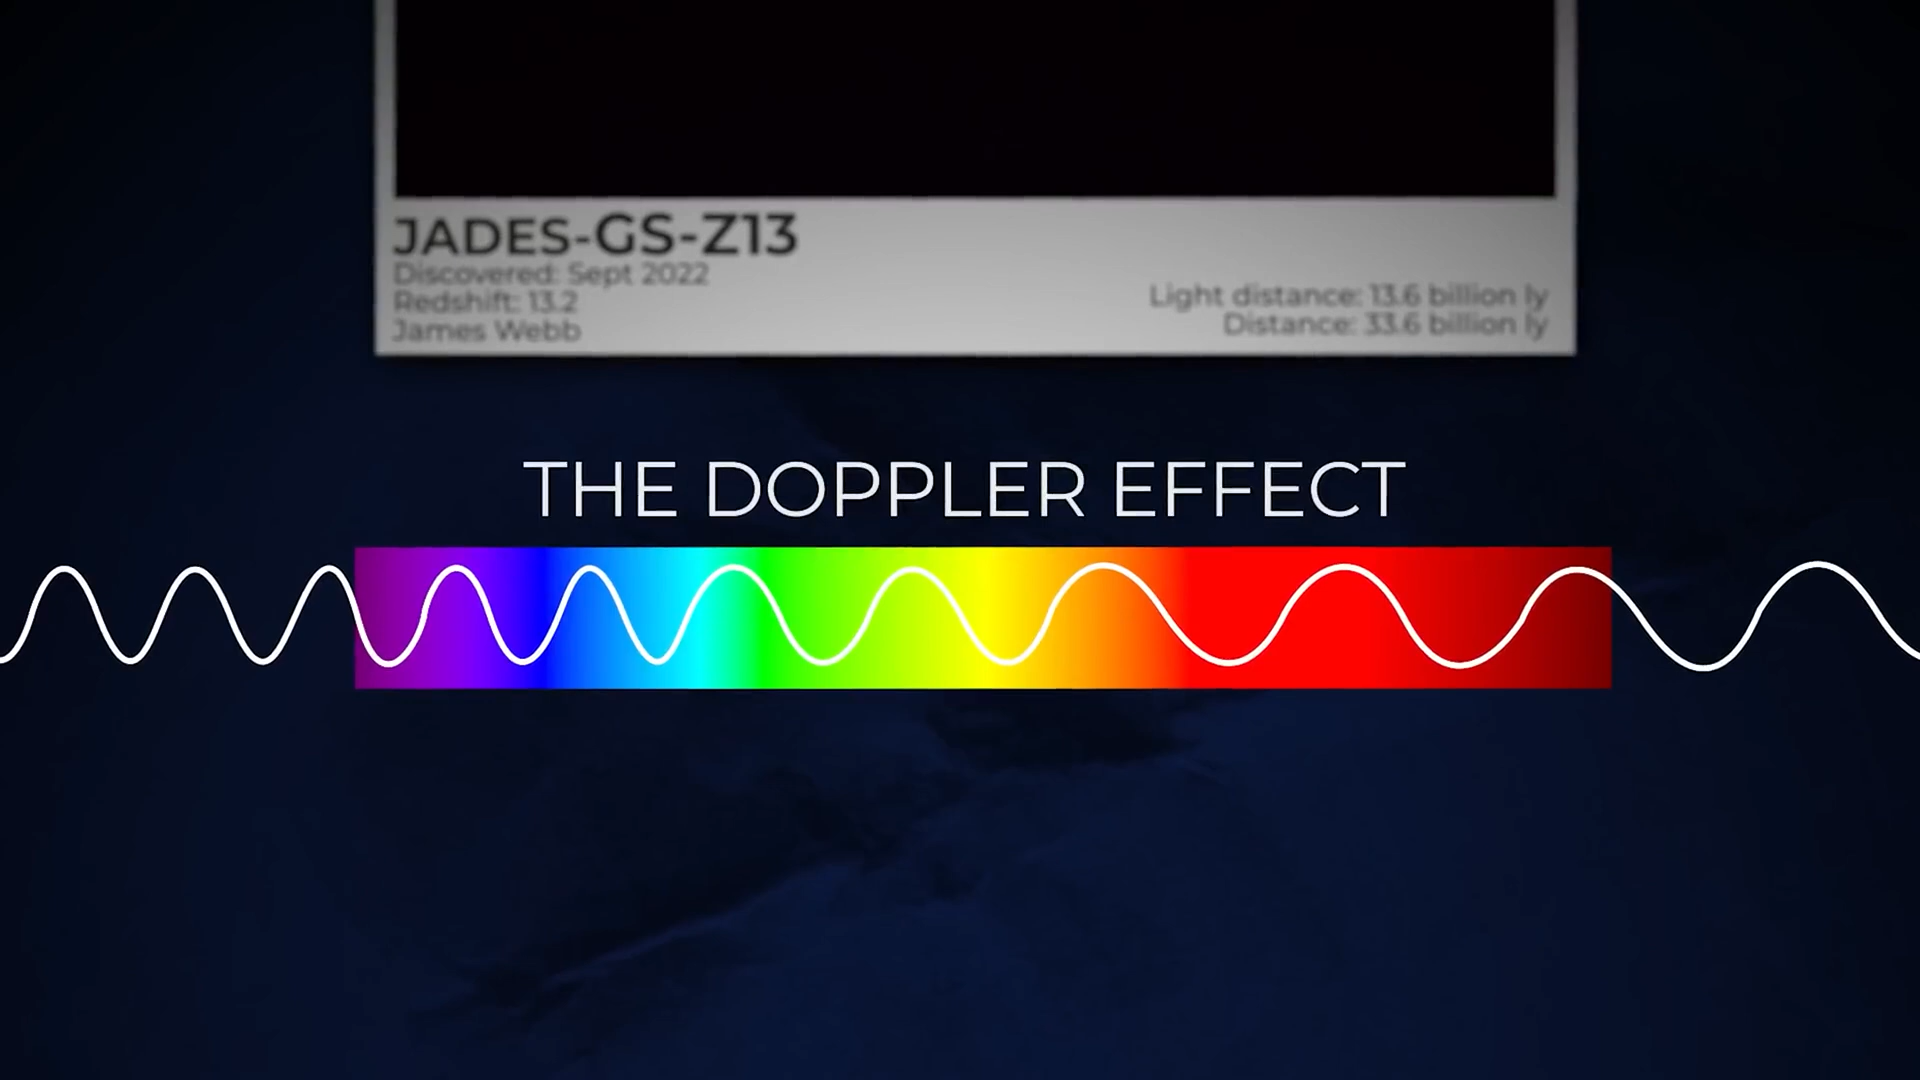 JADES-GS-Z13
Discovered: Sept 2022
Redshift: 13.2
James Webb
Light distance: 13.6 billion ly
Distance: 33.6 billion ly
THE DOPPLER EFFECT